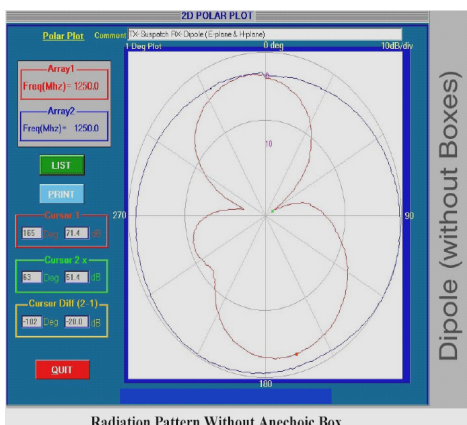 2D POLAR PLOT
Polar Plot
Comment TX-Suspatch RX-Dipole (E-plane & H-plane)
1 Deg Plot
0 deg
10dB/div
Array1
Freq(Mhz)= 1250.0
Array2
Freq(Mhz)= 1250.0
LIST
PRINT
Cursor 1
165 Deg 71.4 dB
Cursor 2 x
63 Deg 51.4 dB
Cursor Diff (2-1)
-102 Deg -20.0 dB
QUIT
10
270
90
180
Dipole (without Boxes)
Radiation Pattern Without Anechoic Box